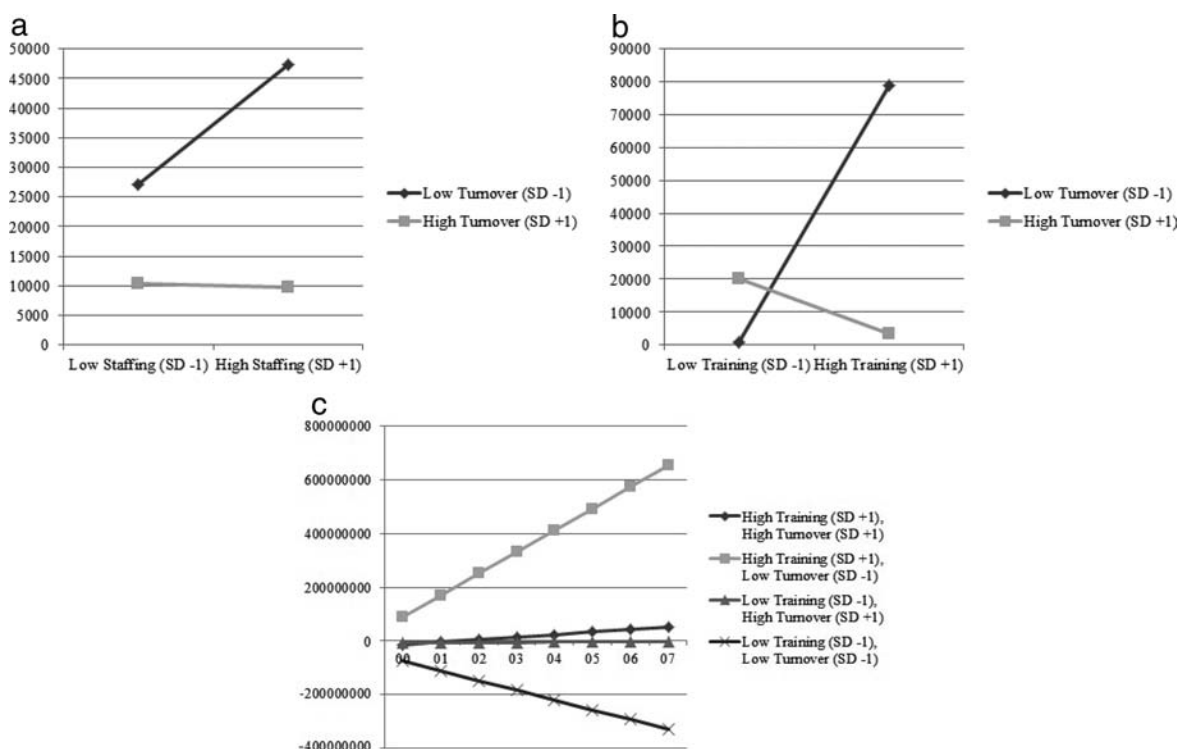 a
50000
45000
40000
35000
30000
25000
20000
15000
10000
5000
0
Low Staffing (SD -1) High Staffing (SD +1)
Low Turnover (SD -1)
High Turnover (SD +1)
b
90000
80000
70000
60000
50000
40000
30000
20000
10000
0
Low Training (SD -1) High Training (SD +1)
Low Turnover (SD -1)
High Turnover (SD +1)
c
800000000
600000000
400000000
200000000
0
-200000000
-400000000
00 01 02 03 04 05 06 07
High Training (SD +1),
High Turnover (SD +1)
High Training (SD +1),
Low Turnover (SD -1)
Low Training (SD -1),
High Turnover (SD +1)
Low Training (SD -1),
Low Turnover (SD -1)